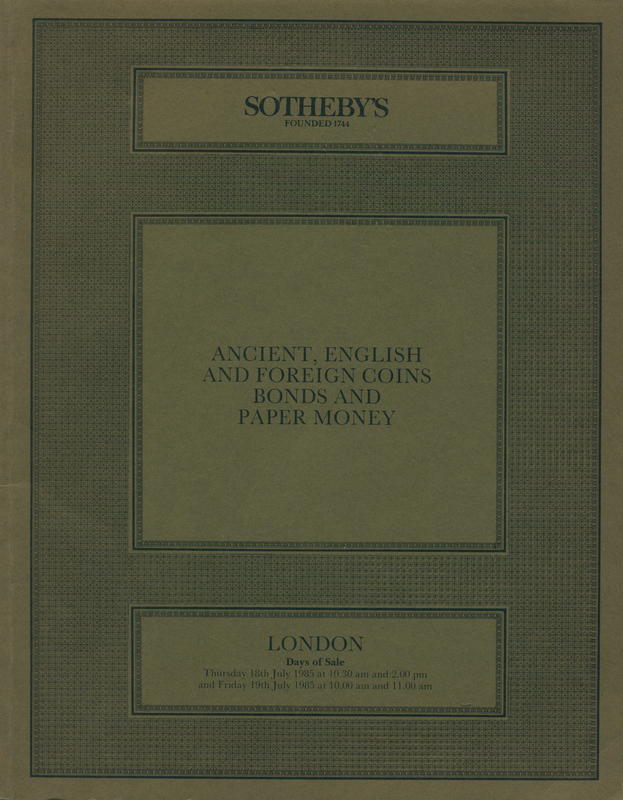 SOTHEBY'S
FOUNDED 1744
ANCIENT, ENGLISH
AND FOREIGN COINS
BONDS AND
PAPER MONEY
LONDON
Days of Sale
Thursday 18th July 1985 at 10.30 am and 2.00 pm
and Friday 19th July 1985 at 10.00 am and 11.00 am